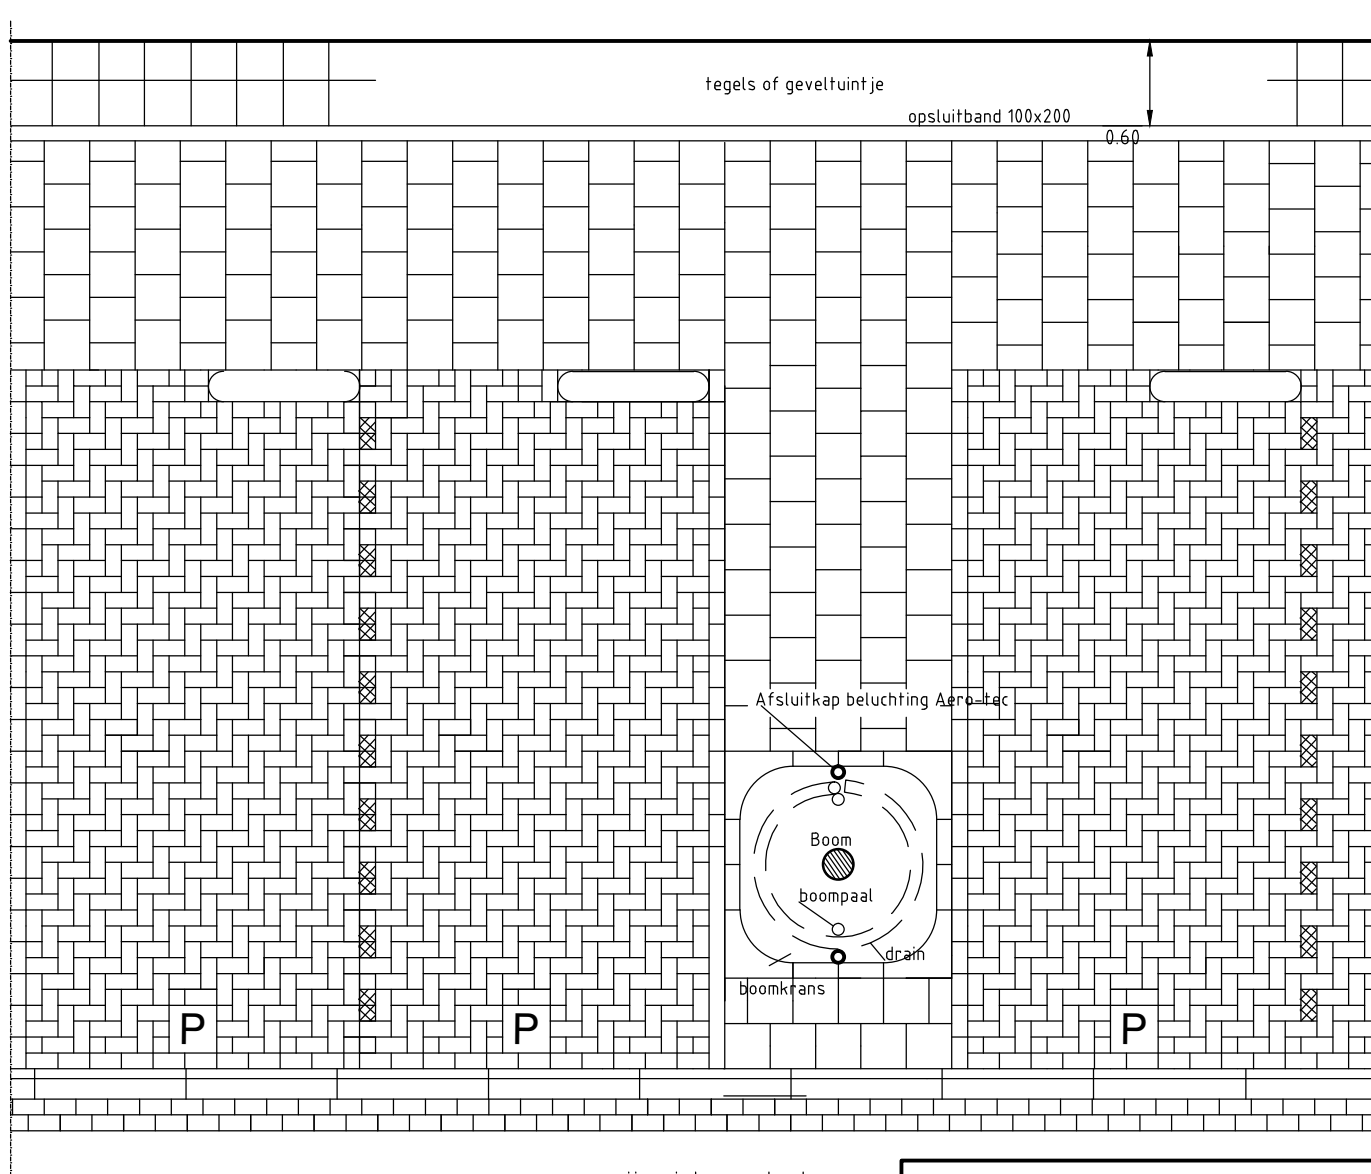 tegels of geveltuintje
opsluitband 100x200
0.60
Afsluitkap beluchting Aero-tec
Boom
boompaal
drain
boomkrans
P
P
P